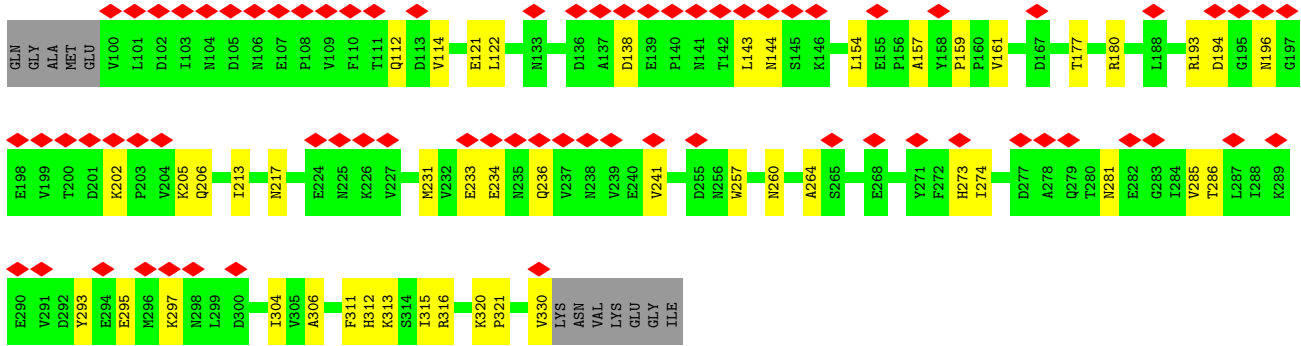 GLN GLY ALA MET GLU V100 L101 D102 I103 N104 D105 N106 E107 P108 V109 F110 T111 Q112 D113 V114 E121 L122 N133 D136 A137 D138 E139 P140 N141 T142 L143 N144 S145 K146 L154 E155 P156 A157 Y158 P159 P160 V161 D167 T177 R180 L188 R193 D194 G195 N196 G197
E198 V199 T200 D201 K202 P203 V204 K205 Q206 I213 N217 E224 N225 K226 V227 M231 V232 E233 E234 N235 Q236 V237 N238 V239 E240 V241 D255 N256 W257 N260 A264 S265 E268 Y271 F272 H273 I274 D277 A278 Q279 T280 N281 E282 G283 I284 V285 T286 L287 I288 K289
E290 V291 D292 Y293 E294 E295 M296 K297 N298 L299 D300 I304 V305 A306 F311 H312 K313 S314 I315 R316 K320 P321 V330 LYS ASN VAL LYS GLU GLY ILE